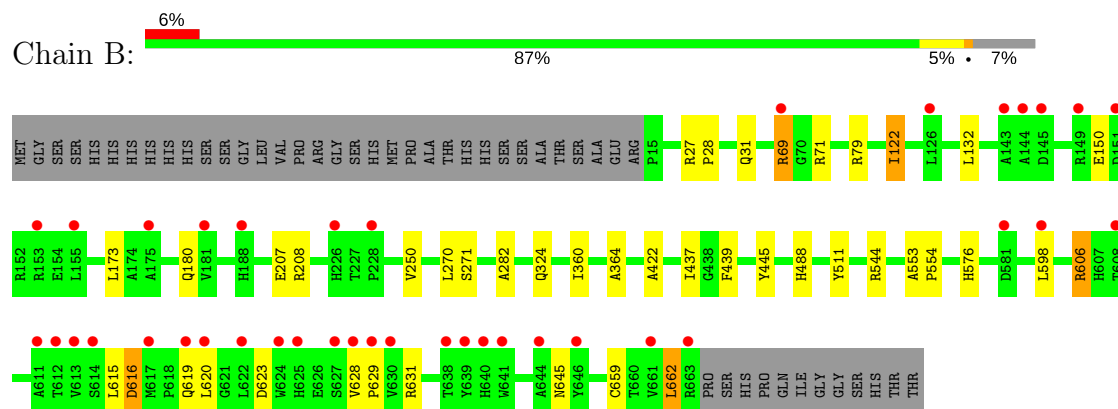 6%
Chain B:
87% 5% • 7%
MET GLY SER SER HIS HIS HIS HIS HIS HIS SER SER GLY LEU VAL PRO ARG GLY SER HIS MET PRO ALA THR HIS HIS SER SER ALA THR SER ALA GLU ARG P15 R27 P28 Q31 R69 G70 R71 R79 I122 L126 L132 A143 A144 D145 R149 E150 D151
R152 R153 E154 L155 L173 A174 A175 Q180 V181 H188 E207 R208 H226 T227 P228 V250 L270 S271 A282 Q324 I360 A364 A422 I437 G438 F439 Y445 H488 Y511 R544 A553 P554 H576 D581 L598 R606 H607 T608
A611 T612 V613 S614 L615 D616 M617 P618 Q619 L620 G621 L622 D623 W624 H625 E626 S627 V628 P629 V630 R631 T638 Y639 H640 W641 A644 N645 Y646 C659 T660 V661 L662 R663 PRO SER HIS PRO GLN ILE GLY GLY SER HIS THR THR